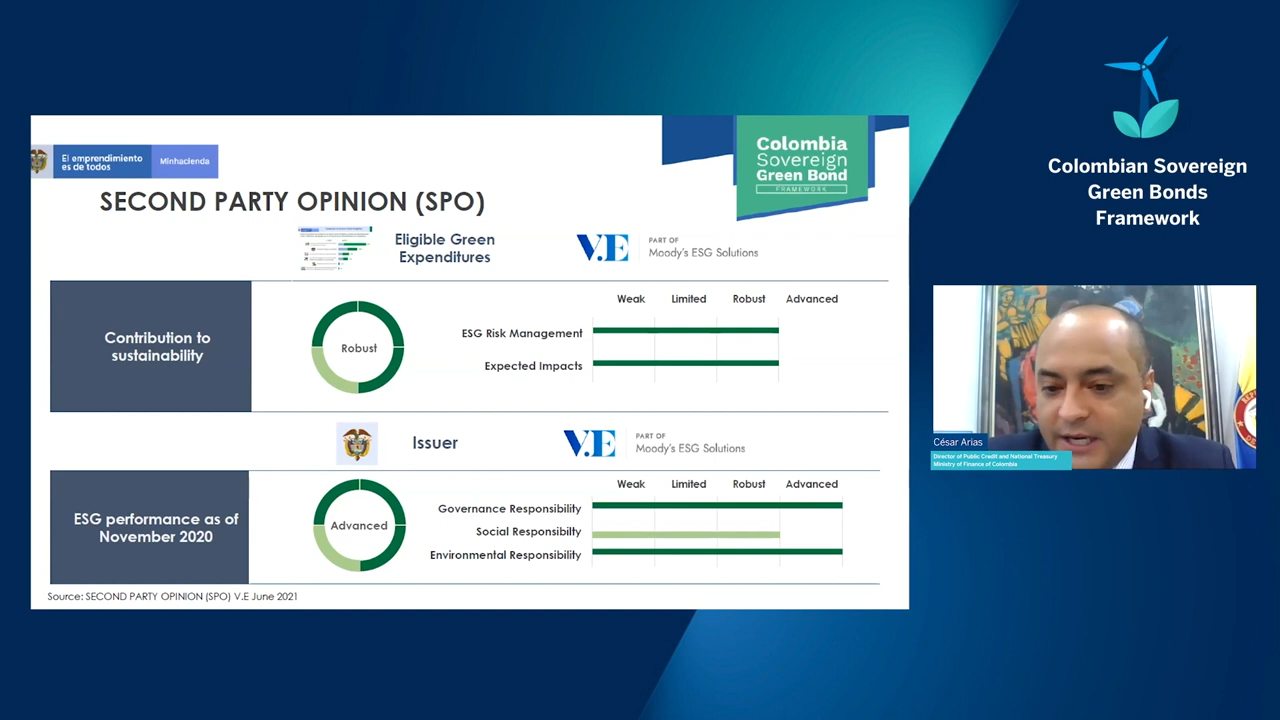 El emprendimiento
es de todos
Minhacienda
Colombia
Sovereign
Green Bond
FRAMEWORK
SECOND PARTY OPINION (SPO)
Eligible Green
Expenditures
V.E
PART OF
Moody's ESG Solutions
Contribution to
sustainability
Robust
Weak Limited Robust Advanced
ESG Risk Management
Expected Impacts
Issuer
V.E
PART OF
Moody's ESG Solutions
ESG performance as of
November 2020
Advanced
Weak Limited Robust Advanced
Governance Responsibility
Social Responsibilty
Environmental Responsibility
Source: SECOND PARTY OPINION (SPO) V.E June 2021
Colombian Sovereign
Green Bonds
Framework
César Arias
Director of Public Credit and National Treasury
Ministry of Finance of Colombia